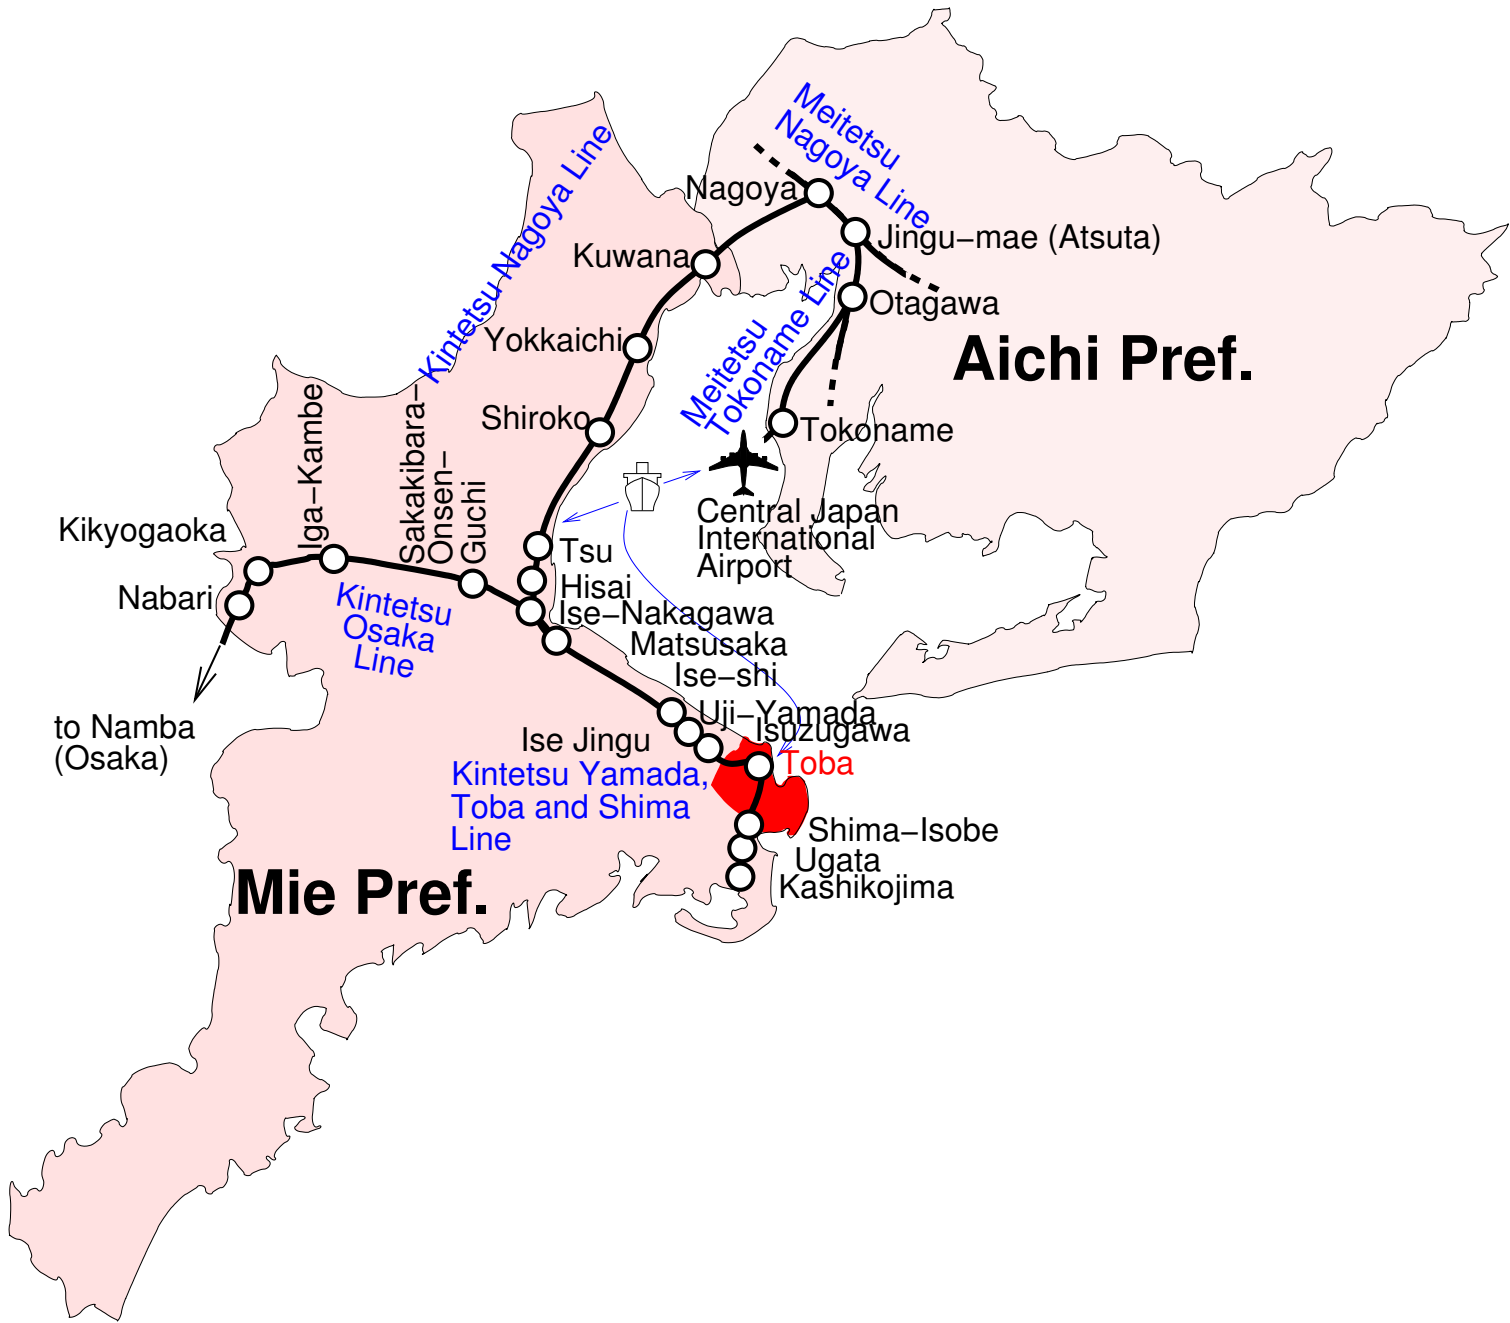 Meitetsu
Nagoya Line
Nagoya
Jingu−mae (Atsuta)
Kintetsu Nagoya Line
Kuwana
Otagawa
Meitetsu
Tokoname Line
Yokkaichi
Aichi Pref.
Shiroko
Tokoname
Iga−Kambe
Sakakibara−
Onsen−
Guchi
Central Japan
International
Airport
Kikyogaoka
Tsu
Nabari
Hisai
Kintetsu
Osaka
Line
Ise−Nakagawa
Matsusaka
Ise−shi
to Namba
(Osaka)
Uji−Yamada
Isuzugawa
Ise Jingu
Toba
Kintetsu Yamada,
Toba and Shima
Line
Shima−Isobe
Ugata
Kashikojima
Mie Pref.